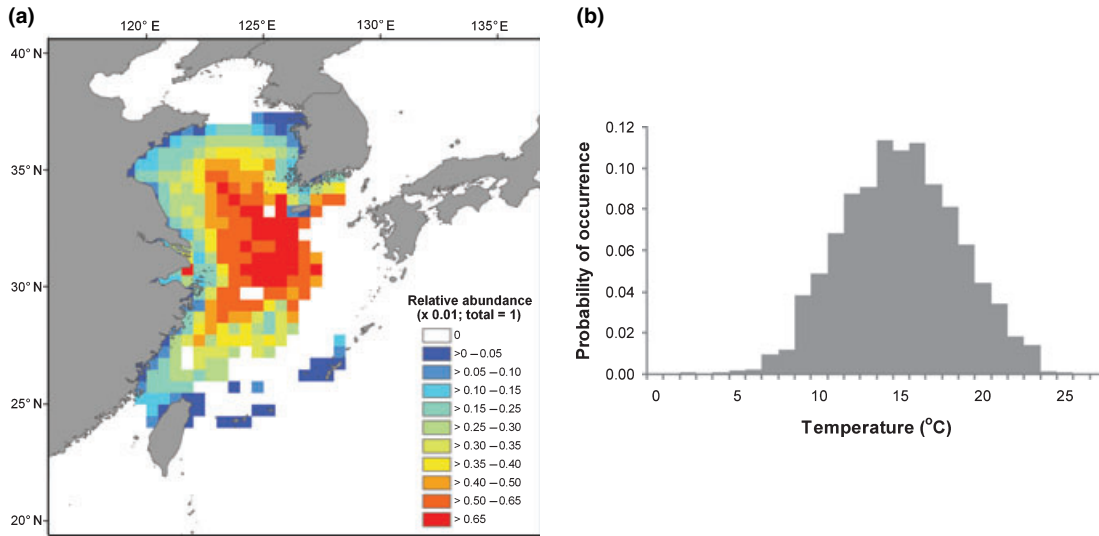 (a)
120° E 125° E 130° E 135° E
40° N
35° N
30° N
25° N
20° N
Relative abundance
(x 0.01; total = 1)
0
>0 – 0.05
> 0.05 – 0.10
> 0.10 – 0.15
> 0.15 – 0.25
> 0.25 – 0.30
> 0.30 – 0.35
> 0.35 – 0.40
> 0.40 – 0.50
> 0.50 – 0.65
> 0.65
(b)
Probability of occurrence
0.12
0.10
0.08
0.06
0.04
0.02
0.00
0 5 10 15 20 25
Temperature (°C)